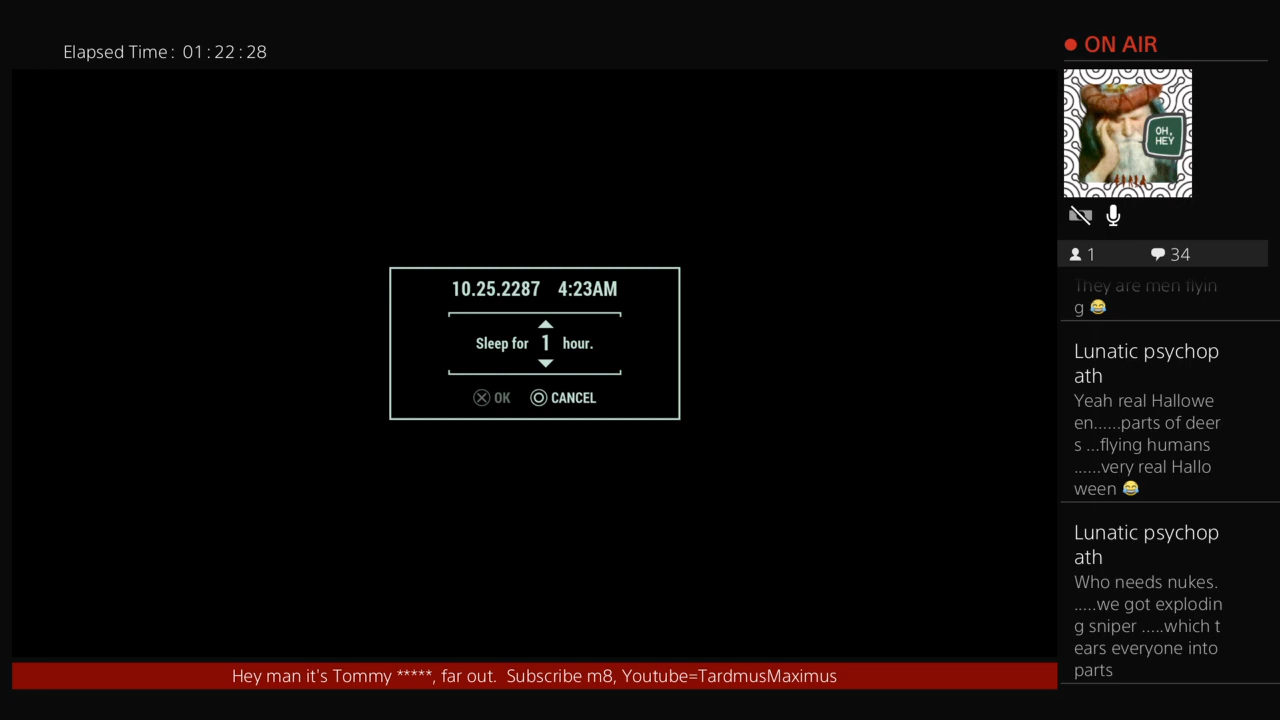 Elapsed Time: 01:22:28
ON AIR
OH,
HEY
1 34
They are men flyin
g 😂
Lunatic psychop
ath
Yeah real Hallowe
en......parts of deer
s ...flying humans
......very real Hallo
ween 😂
Lunatic psychop
ath
Who needs nukes.
.....we got explodin
g sniper .....which t
ears everyone into
parts
10.25.2287 4:23AM
Sleep for 1 hour.
OK CANCEL
Hey man it's Tommy *****, far out. Subscribe m8, Youtube=TardmusMaximus